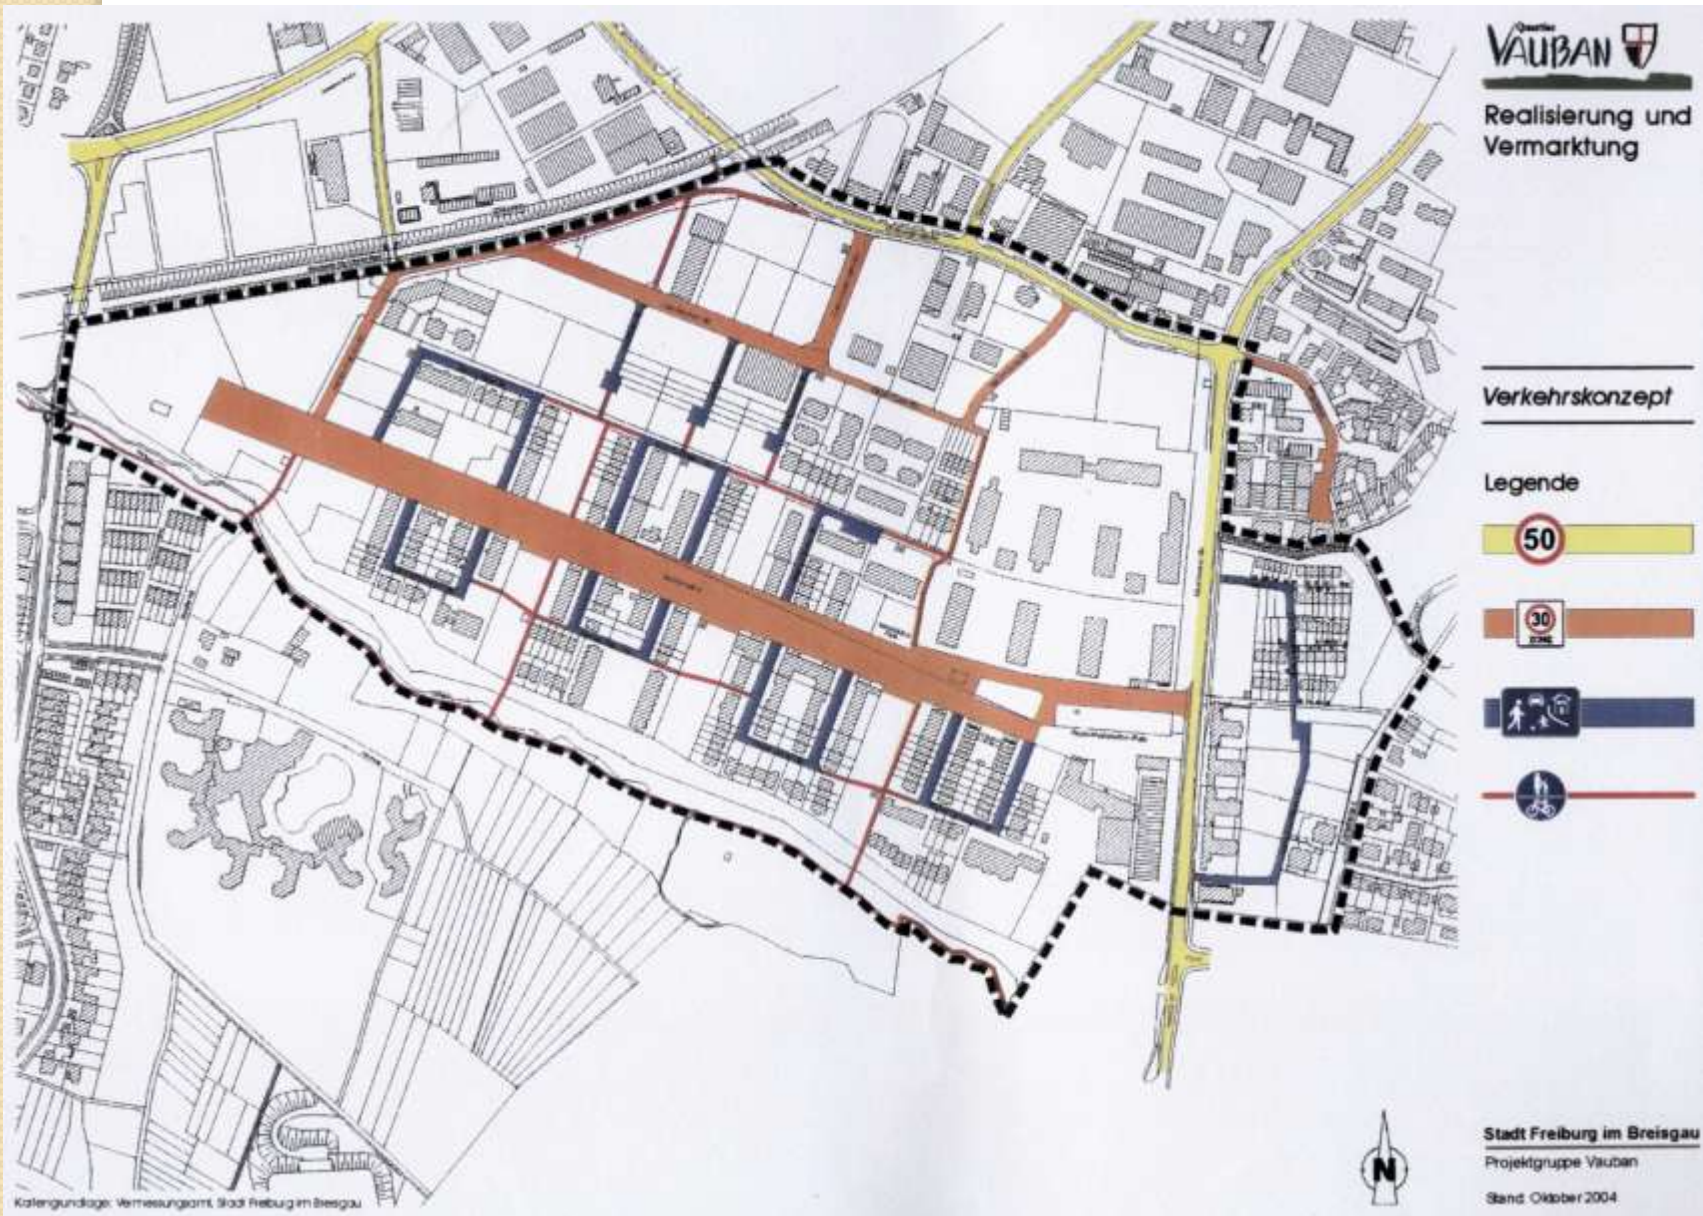 Quartier
VAUBAN
Realisierung und
Vermarktung
Verkehrskonzept
Legende
50
30
ZONE
N
Stadt Freiburg im Breisgau
Projektgruppe Vauban
Stand: Oktober 2004
Kartengrundlage: Vermessungsamt, Stadt Freiburg im Breisgau